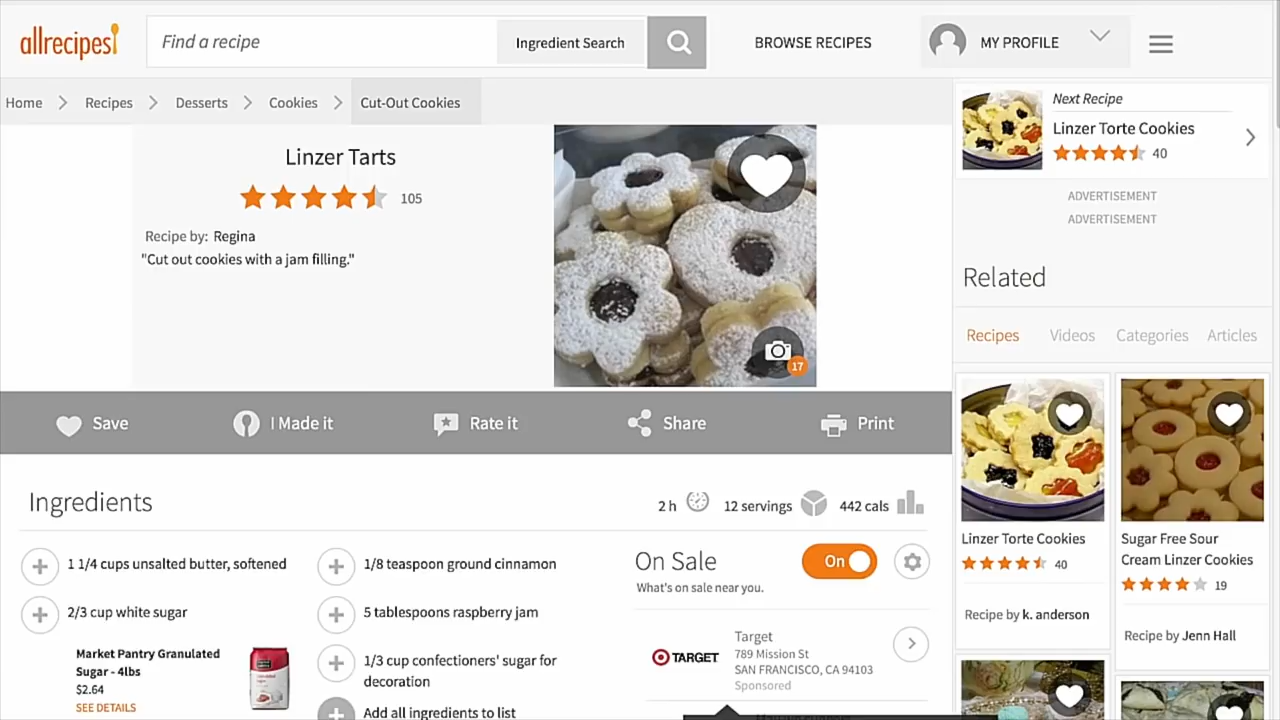 allrecipes!
Find a recipe
Ingredient Search
BROWSE RECIPES
MY PROFILE
Home
Recipes
Desserts
Cookies
Cut-Out Cookies
Linzer Tarts
105
Recipe by: Regina
"Cut out cookies with a jam filling."
17
Next Recipe
Linzer Torte Cookies
40
ADVERTISEMENT
ADVERTISEMENT
Related
Recipes
Videos
Categories
Articles
Save
I Made it
Rate it
Share
Print
Ingredients
2 h
12 servings
442 cals
1 1/4 cups unsalted butter, softened
2/3 cup white sugar
Market Pantry Granulated
Sugar - 4lbs
$2.64
SEE DETAILS
1/8 teaspoon ground cinnamon
5 tablespoons raspberry jam
1/3 cup confectioners' sugar for
decoration
Add all ingredients to list
On Sale
On
What's on sale near you.
TARGET
Target
789 Mission St
SAN FRANCISCO, CA 94103
Sponsored
Linzer Torte Cookies
40
Recipe by k. anderson
Sugar Free Sour
Cream Linzer Cookies
19
Recipe by Jenn Hall